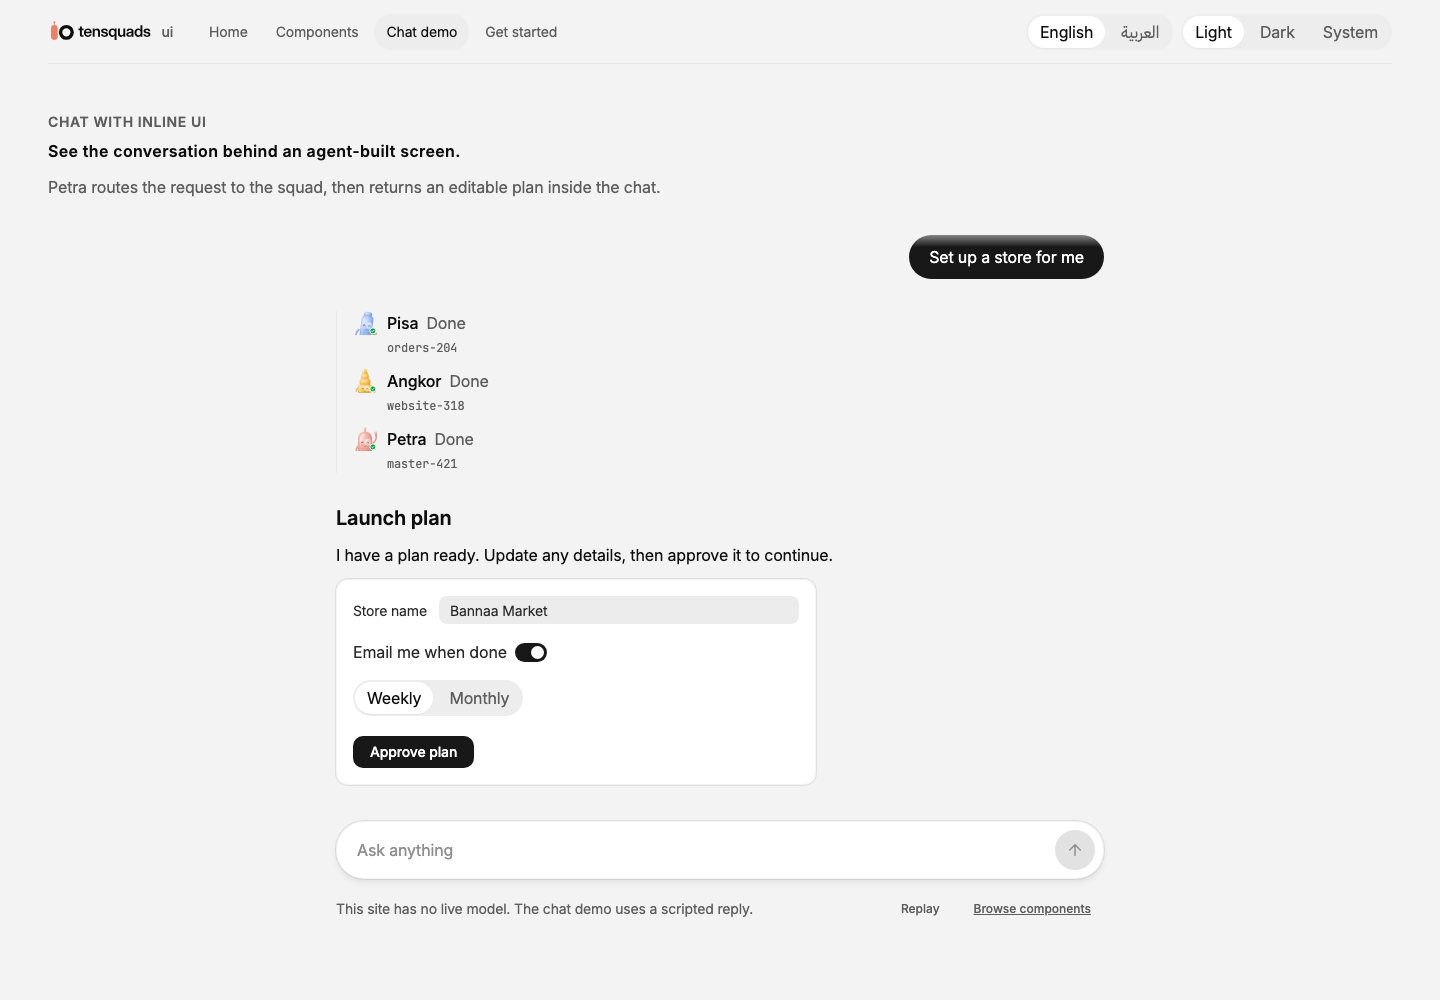 tensquads ui Home Components Chat demo Get started English العربية Light Dark System
CHAT WITH INLINE UI
See the conversation behind an agent-built screen.
Petra routes the request to the squad, then returns an editable plan inside the chat.
Set up a store for me
Pisa Done
orders-204
Angkor Done
website-318
Petra Done
master-421
Launch plan
I have a plan ready. Update any details, then approve it to continue.
Store name Bannaa Market
Email me when done
Weekly Monthly
Approve plan
Ask anything
This site has no live model. The chat demo uses a scripted reply. Replay Browse components